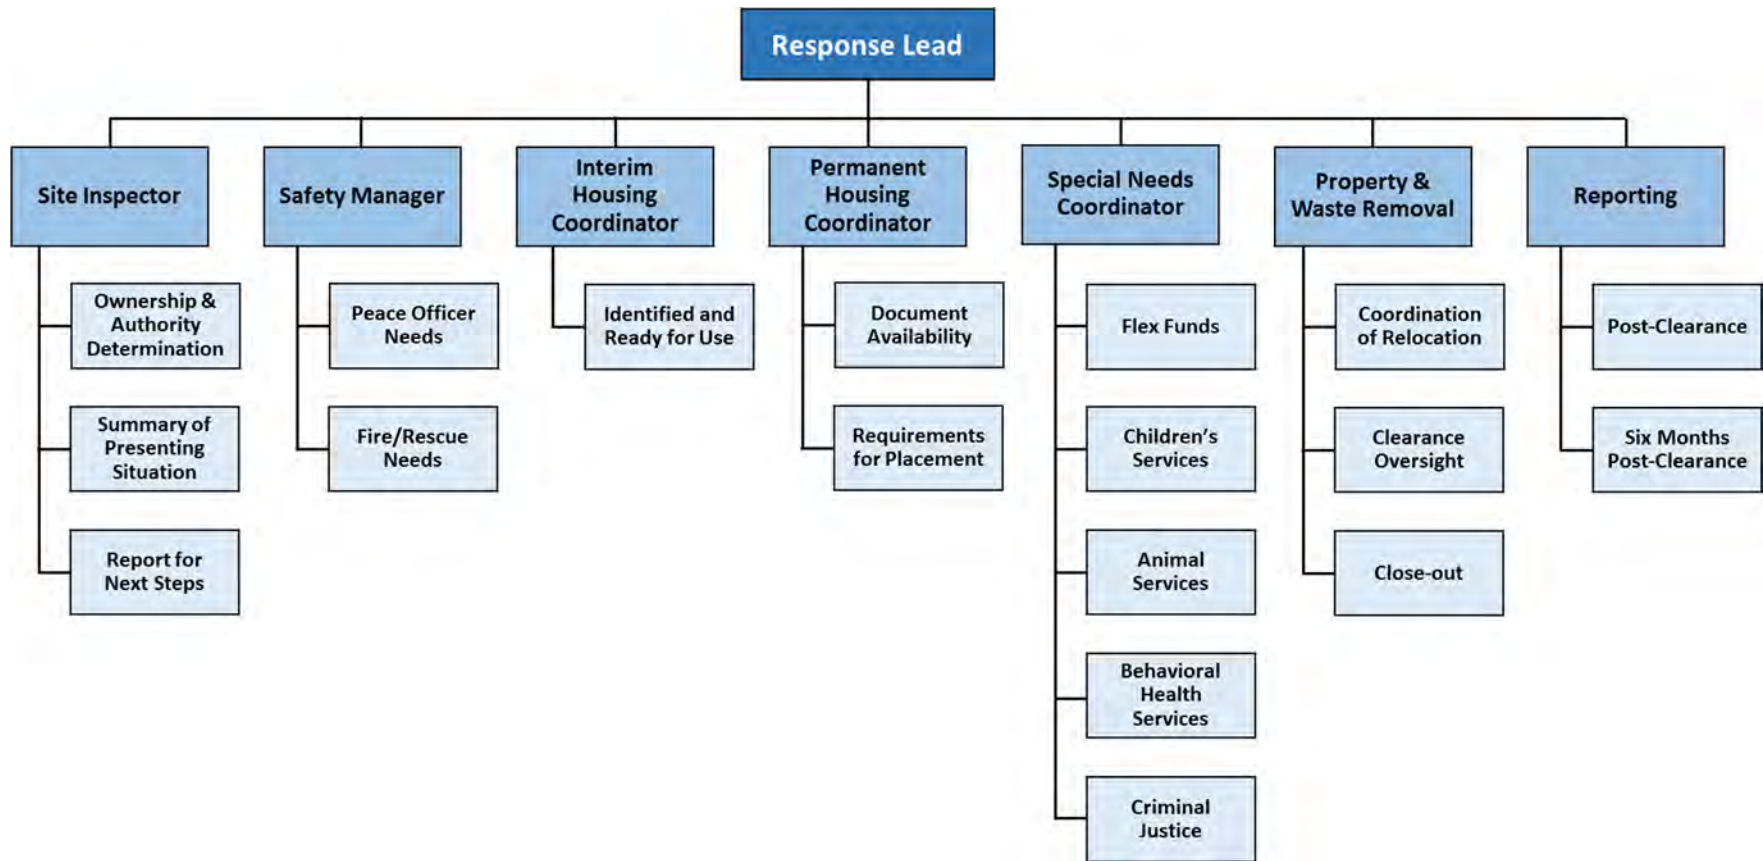 Response Lead
Site Inspector
Safety Manager
Interim
Housing
Coordinator
Permanent
Housing
Coordinator
Special Needs
Coordinator
Property &
Waste Removal
Reporting
Ownership &
Authority
Determination
Summary of
Presenting
Situation
Report for
Next Steps
Peace Officer
Needs
Fire/Rescue
Needs
Identified and
Ready for Use
Document
Availability
Requirements
for Placement
Flex Funds
Children’s
Services
Animal
Services
Behavioral
Health
Services
Criminal
Justice
Coordination
of Relocation
Clearance
Oversight
Close-out
Post-Clearance
Six Months
Post-Clearance